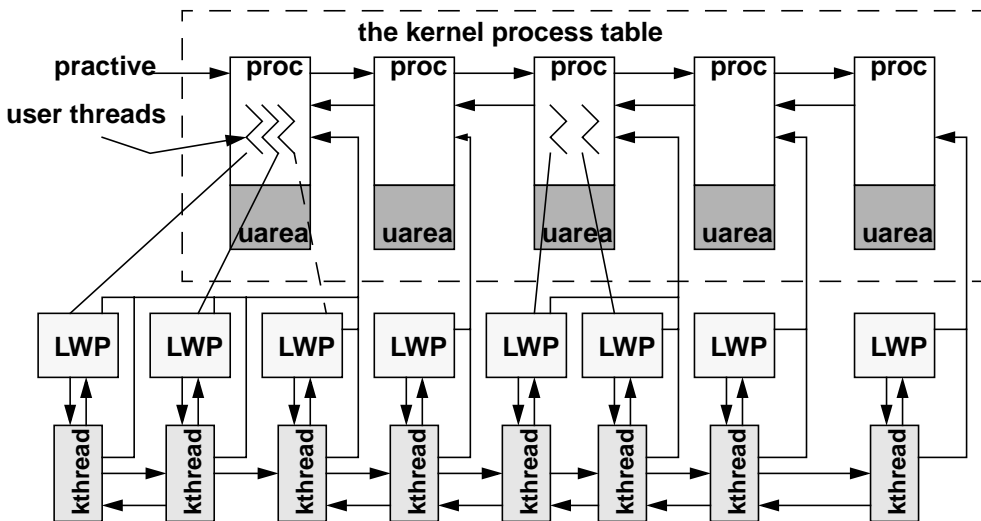 the kernel process table
practive
proc proc proc proc proc
user threads
uarea uarea uarea uarea uarea
LWP LWP LWP LWP LWP LWP LWP LWP
kthread kthread kthread kthread kthread kthread kthread kthread